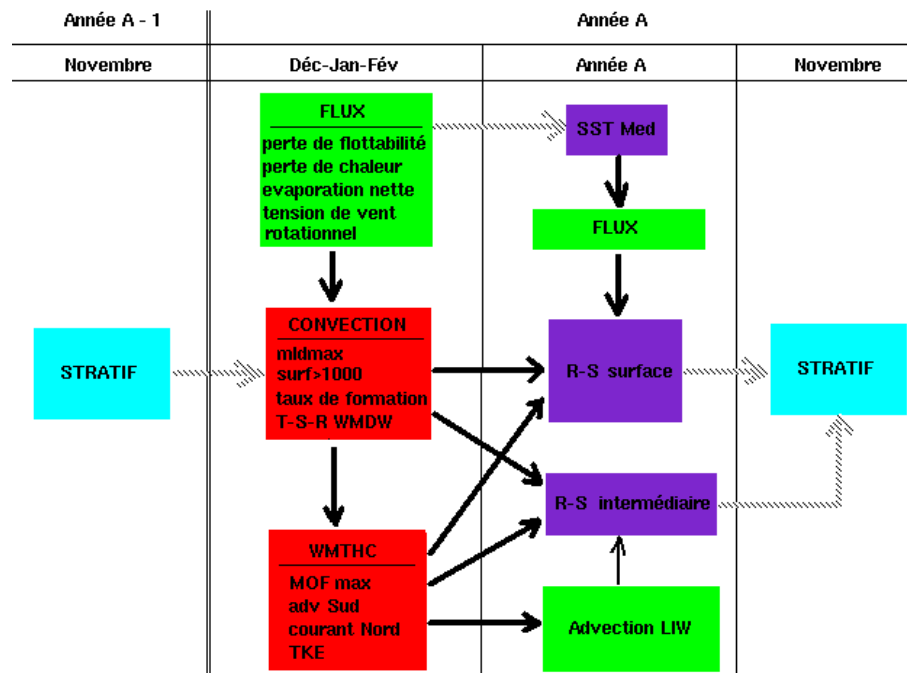 Année A - 1
Année A
Novembre
Déc-Jan-Fév
Année A
Novembre
FLUX
perte de flottabilité
perte de chaleur
evaporation nette
tension de vent
rotationnel
SST Med
FLUX
STRATIF
CONVECTION
mldmax
surf>1000
taux de formation
T-S-R WMDW
R-S surface
STRATIF
R-S intermédiaire
WMTHC
MOF max
adv Sud
courant Nord
TKE
Advection LIW